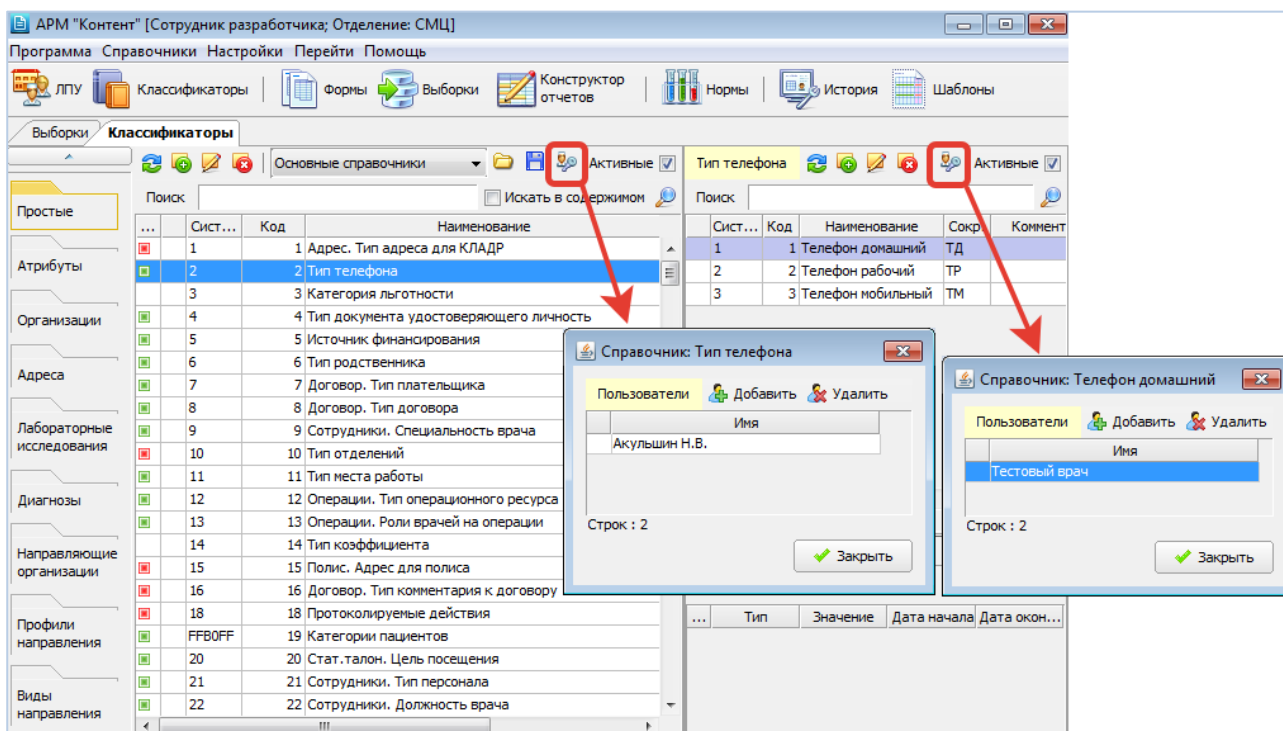 АРМ "Контент" [Сотрудник разработчика; Отделение: СМЦ]
Программа Справочники Настройки Перейти Помощь
ЛПУ Классификаторы Формы Выборки Конструктор отчетов Нормы История Шаблоны
Выборки Классификаторы
Простые
Атрибуты
Организации
Адреса
Лабораторные
исследования
Диагнозы
Направляющие
организации
Профили
направления
Виды
направления
Основные справочники Активные
Поиск Искать в содержимом
... Сист... Код Наименование
1 1 Адрес. Тип адреса для КЛАДР
2 2 Тип телефона
3 3 Категория льготности
4 4 Тип документа удостоверяющего личность
5 5 Источник финансирования
6 6 Тип родственника
7 7 Договор. Тип плательщика
8 8 Договор. Тип договора
9 9 Сотрудники. Специальность врача
10 10 Тип отделений
11 11 Тип места работы
12 12 Операции. Тип операционного ресурса
13 13 Операции. Роли врачей на операции
14 14 Тип коэффициента
15 15 Полис. Адрес для полиса
16 16 Договор. Тип комментария к договору
18 18 Протоколируемые действия
FFB0FF 19 Категории пациентов
20 20 Стат.талон. Цель посещения
21 21 Сотрудники. Тип персонала
22 22 Сотрудники. Должность врача
Тип телефона Активные
Поиск
Сист... Код Наименование Сокр. Коммент
1 1 Телефон домашний ТД
2 2 Телефон рабочий ТР
3 3 Телефон мобильный ТМ
Справочник: Тип телефона
Пользователи Добавить Удалить
Имя
Акульшин Н.В.
Строк : 2
Закрыть
Справочник: Телефон домашний
Пользователи Добавить Удалить
Имя
Тестовый врач
Строк : 2
Закрыть
... Тип Значение Дата начала Дата окон...